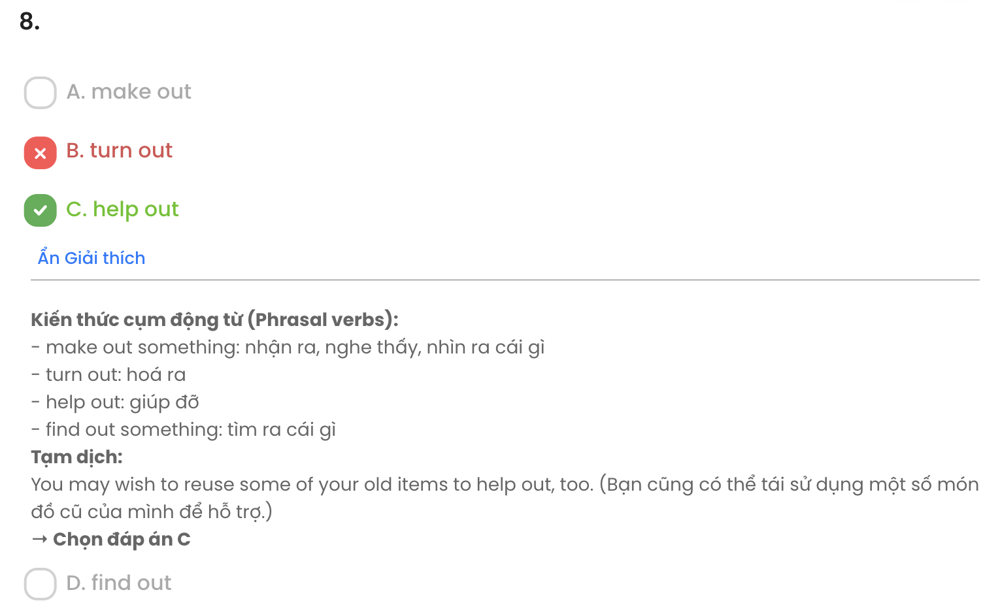 8.
A. make out
B. turn out
C. help out
Ẩn Giải thích
Kiến thức cụm động từ (Phrasal verbs):
- make out something: nhận ra, nghe thấy, nhìn ra cái gì
- turn out: hoá ra
- help out: giúp đỡ
- find out something: tìm ra cái gì
Tạm dịch:
You may wish to reuse some of your old items to help out, too. (Bạn cũng có thể tái sử dụng một số món
đồ cũ của mình để hỗ trợ.)
→ Chọn đáp án C
D. find out